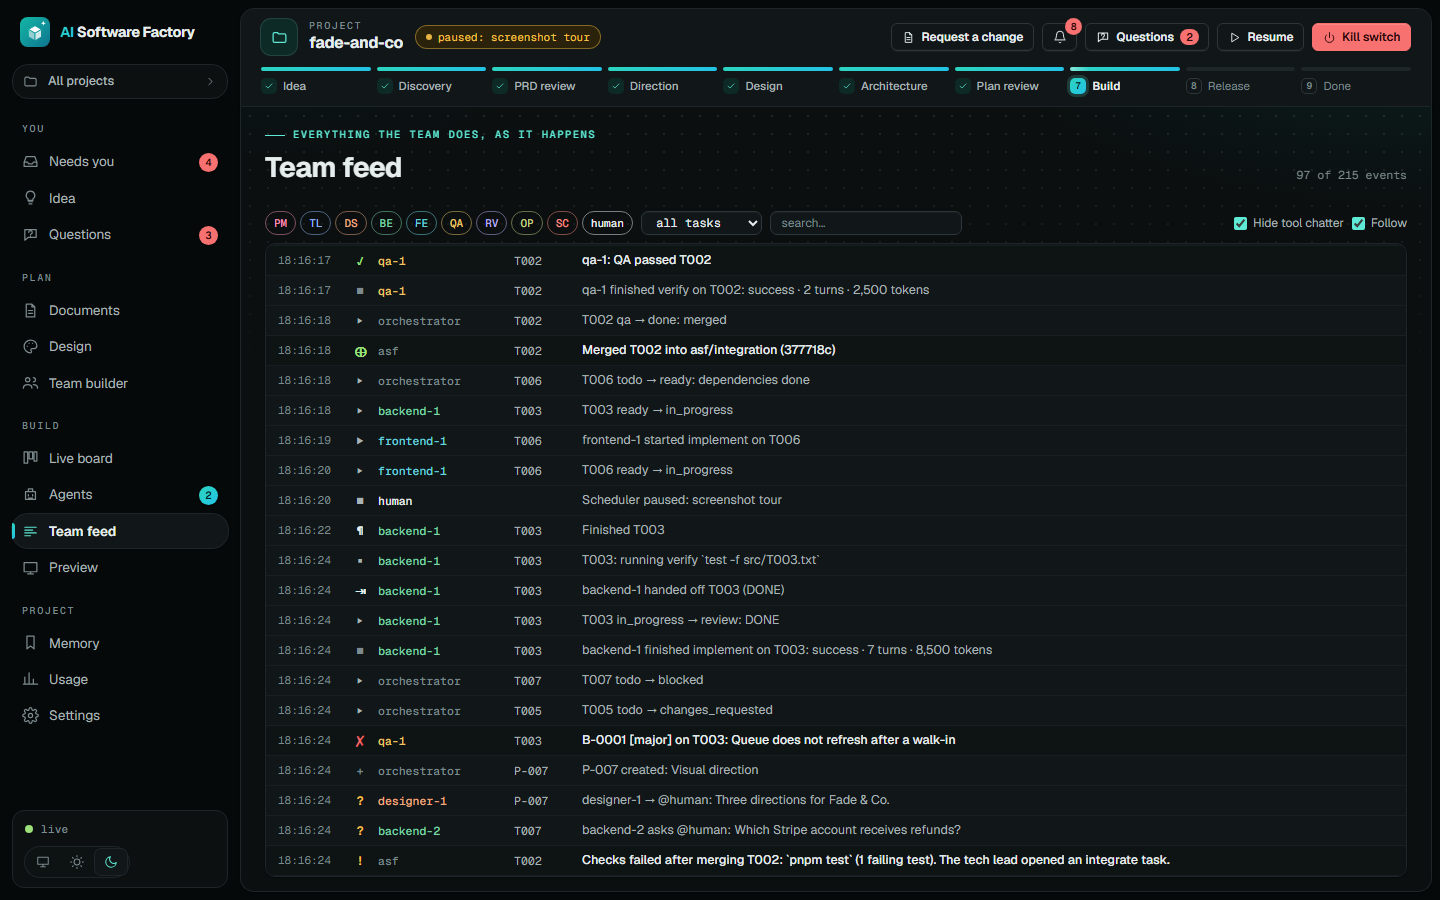 AI Software Factory
All projects
YOU
Needs you 4
Idea
Questions 3
PLAN
Documents
Design
Team builder
BUILD
Live board
Agents 2
Team feed
Preview
PROJECT
Memory
Usage
Settings
live
PROJECT
fade-and-co
paused: screenshot tour
Request a change
8
Questions 2
Resume
Kill switch
Idea
Discovery
PRD review
Direction
Design
Architecture
Plan review
7 Build
8 Release
9 Done
EVERYTHING THE TEAM DOES, AS IT HAPPENS
Team feed
97 of 215 events
PM TL DS BE FE QA RV OP SC human all tasks search… Hide tool chatter Follow
18:16:17 ✓ qa-1 T002 qa-1: QA passed T002
18:16:17 ■ qa-1 T002 qa-1 finished verify on T002: success · 2 turns · 2,500 tokens
18:16:18 ▸ orchestrator T002 T002 qa → done: merged
18:16:18 ⊕ asf T002 Merged T002 into asf/integration (377718c)
18:16:18 ▸ orchestrator T006 T006 todo → ready: dependencies done
18:16:18 ▸ backend-1 T003 T003 ready → in_progress
18:16:19 ▶ frontend-1 T006 frontend-1 started implement on T006
18:16:20 ▸ frontend-1 T006 T006 ready → in_progress
18:16:20 ■ human Scheduler paused: screenshot tour
18:16:22 ¶ backend-1 T003 Finished T003
18:16:24 ▪ backend-1 T003 T003: running verify `test -f src/T003.txt`
18:16:24 ⇥ backend-1 T003 backend-1 handed off T003 (DONE)
18:16:24 ▸ backend-1 T003 T003 in_progress → review: DONE
18:16:24 ■ backend-1 T003 backend-1 finished implement on T003: success · 7 turns · 8,500 tokens
18:16:24 ▸ orchestrator T007 T007 todo → blocked
18:16:24 ▸ orchestrator T005 T005 todo → changes_requested
18:16:24 ✗ qa-1 T003 B-0001 [major] on T003: Queue does not refresh after a walk-in
18:16:24 + orchestrator P-007 P-007 created: Visual direction
18:16:24 ? designer-1 P-007 designer-1 → @human: Three directions for Fade & Co.
18:16:24 ? backend-2 T007 backend-2 asks @human: Which Stripe account receives refunds?
18:16:24 ! asf T002 Checks failed after merging T002: `pnpm test` (1 failing test). The tech lead opened an integrate task.